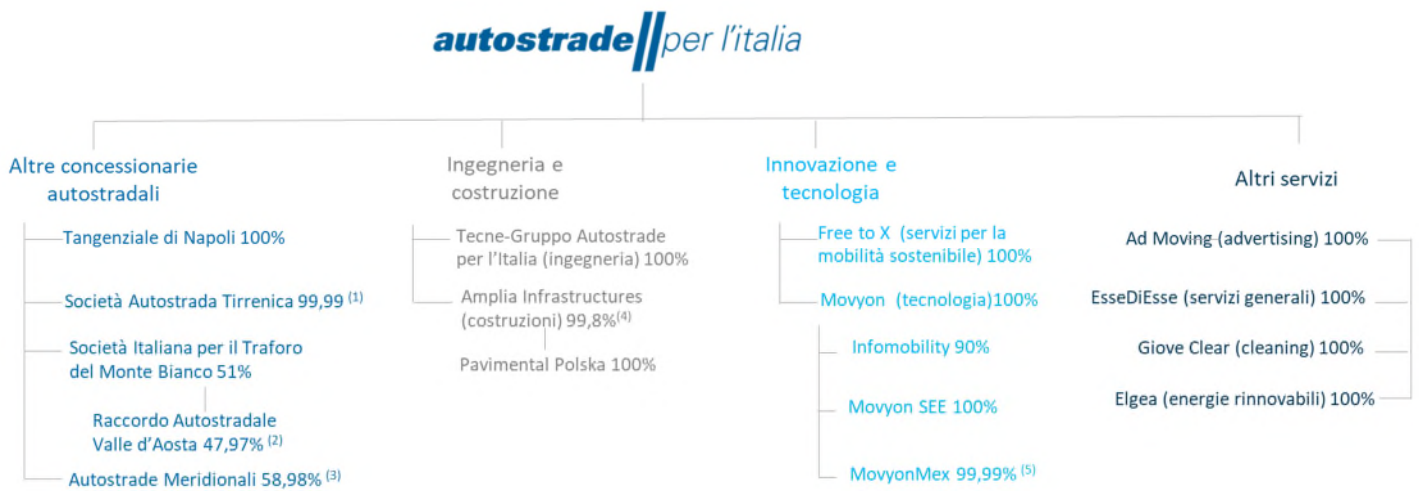 autostrade per l'italia
Altre concessionarie
autostradali
Tangenziale di Napoli 100%
Società Autostrada Tirrenica 99,99 (1)
Società Italiana per il Traforo
del Monte Bianco 51%
Raccordo Autostradale
Valle d'Aosta 47,97% (2)
Autostrade Meridionali 58,98% (3)
Ingegneria e
costruzione
Tecne-Gruppo Autostrade
per l'Italia (ingegneria) 100%
Amplia Infrastructures
(costruzioni) 99,8%(4)
Pavimental Polska 100%
Innovazione e
tecnologia
Free to X (servizi per la
mobilità sostenibile) 100%
Movyon (tecnologia)100%
Infomobility 90%
Movyon SEE 100%
MovyonMex 99,99% (5)
Altri servizi
Ad Moving (advertising) 100%
EsseDiEsse (servizi generali) 100%
Giove Clear (cleaning) 100%
Elgea (energie rinnovabili) 100%